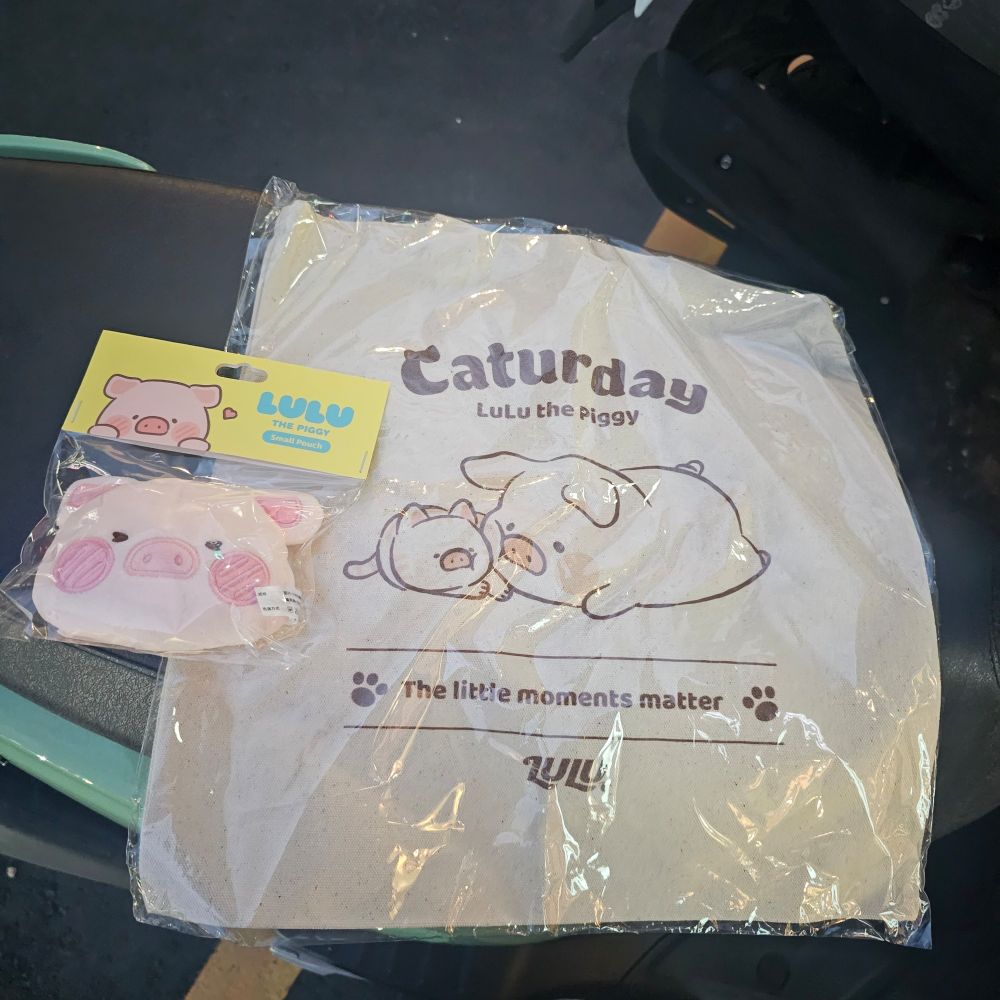 LULU
THE PIGGY
Small Pouch
Caturday
LuLu the Piggy
The little moments matter
LULU